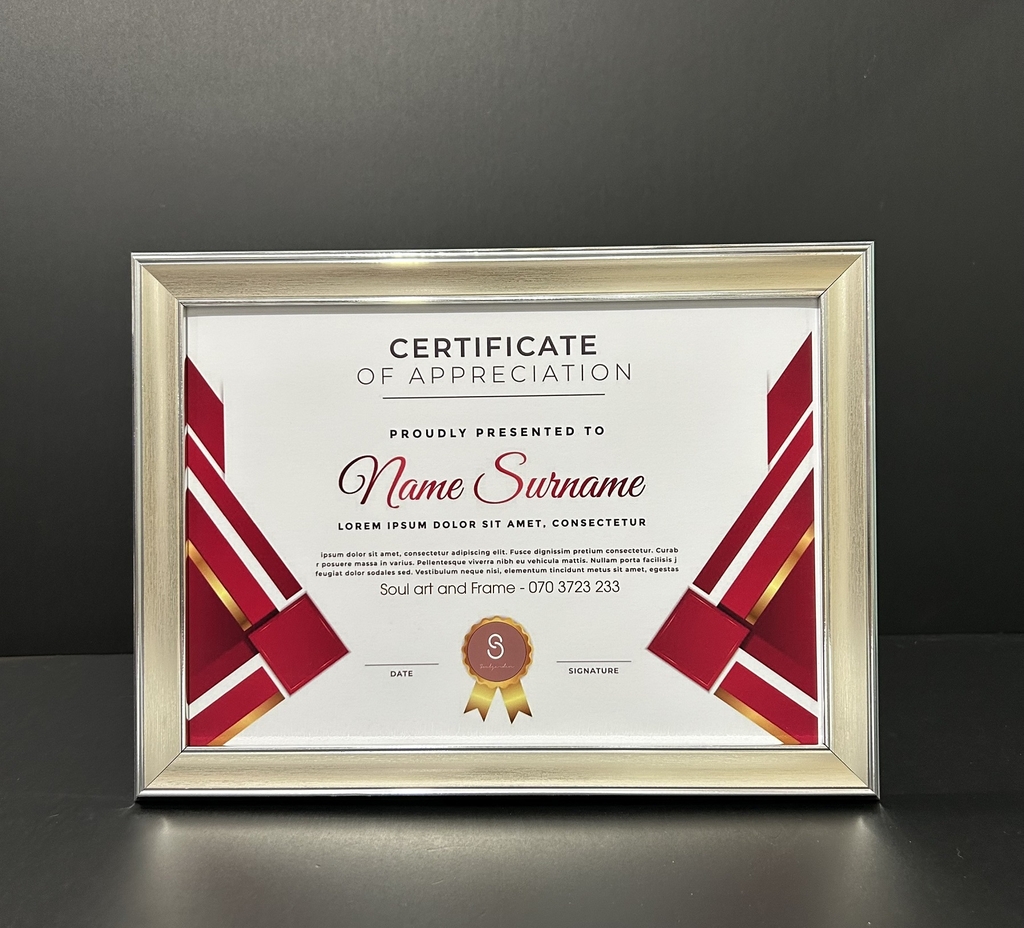 CERTIFICATE
OF APPRECIATION
PROUDLY PRESENTED TO
Name Surname
LOREM IPSUM DOLOR SIT AMET, CONSECTETUR
ipsum dolor sit amet, consectetur adipiscing elit. Fusce dignissim pretium consectetur. Curab
r posuere massa in varius. Pellentesque viverra nibh eu vehicula mattis. Nullam porta facilisis j
feugiat dolor sodales sed. Vestibulum neque nisi, elementum tincidunt metus sit amet, egestas
Soul art and Frame - 070 3723 233
DATE
SIGNATURE